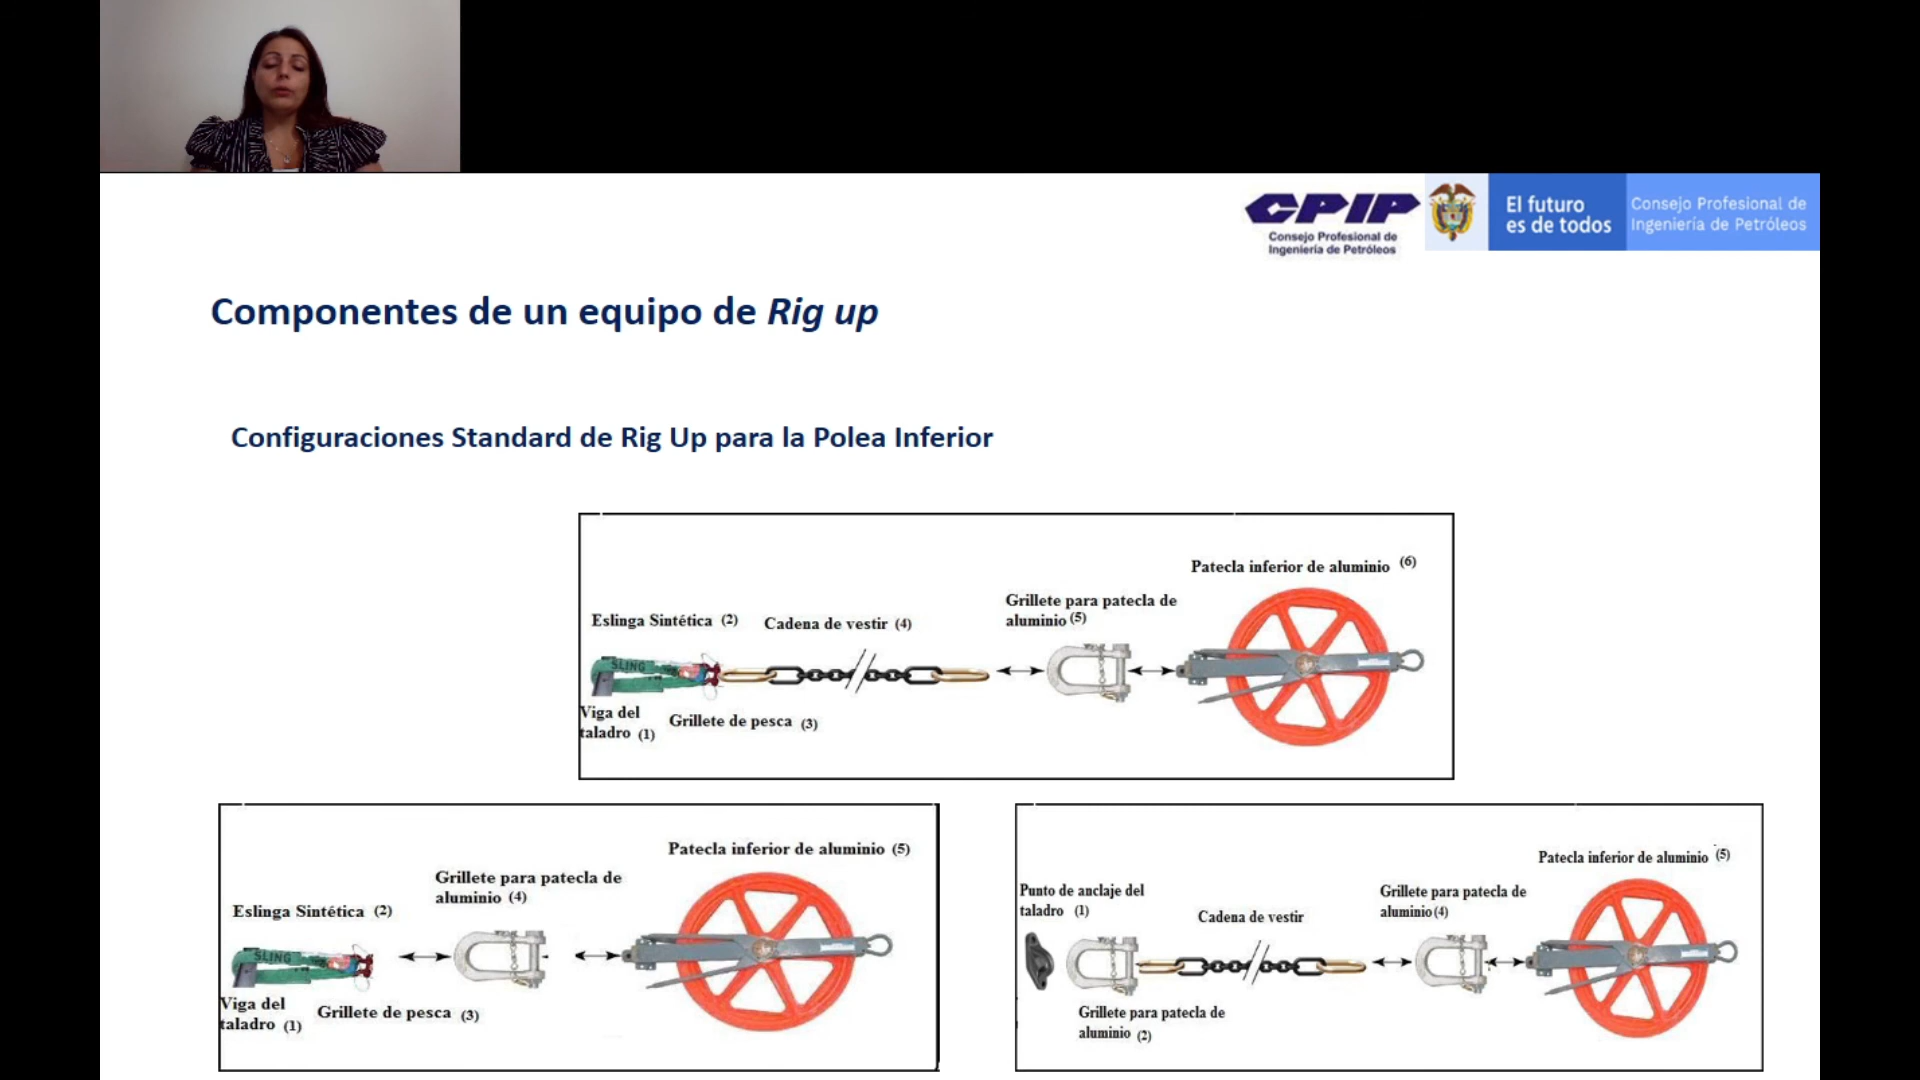 CPIP
Consejo Profesional de
Ingeniería de Petróleos
El futuro
es de todos
Consejo Profesional de
Ingeniería de Petróleos
Componentes de un equipo de Rig up
Configuraciones Standard de Rig Up para la Polea Inferior
Patecla inferior de aluminio (6)
Grillete para patecla de
aluminio (5)
Eslinga Sintética (2)
Cadena de vestir (4)
SLING
Viga del
taladro (1)
Grillete de pesca (3)
Patecla inferior de aluminio (5)
Grillete para patecla de
aluminio (4)
Eslinga Sintética (2)
SLING
Viga del
taladro (1)
Grillete de pesca (3)
Patecla inferior de aluminio (5)
Punto de anclaje del
taladro (1)
Grillete para patecla de
aluminio (4)
Cadena de vestir
Grillete para patecla de
aluminio (2)